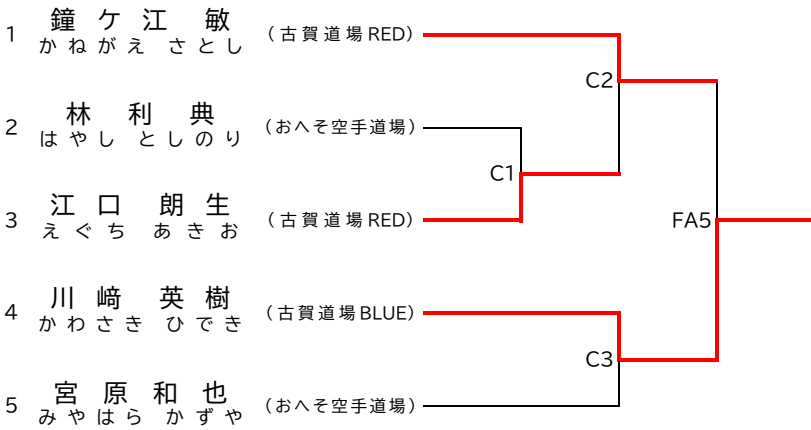 1 鐘ケ江 敏 (古賀道場RED)
かねがえ さとし
C2
2 林 利典 (おへそ空手道場)
はやし としのり
C1
3 江口 朗生 (古賀道場RED)
えぐち あきお
FA5
4 川﨑 英樹 (古賀道場BLUE)
かわさき ひでき
C3
5 宮原和也 (おへそ空手道場)
みやはら かずや